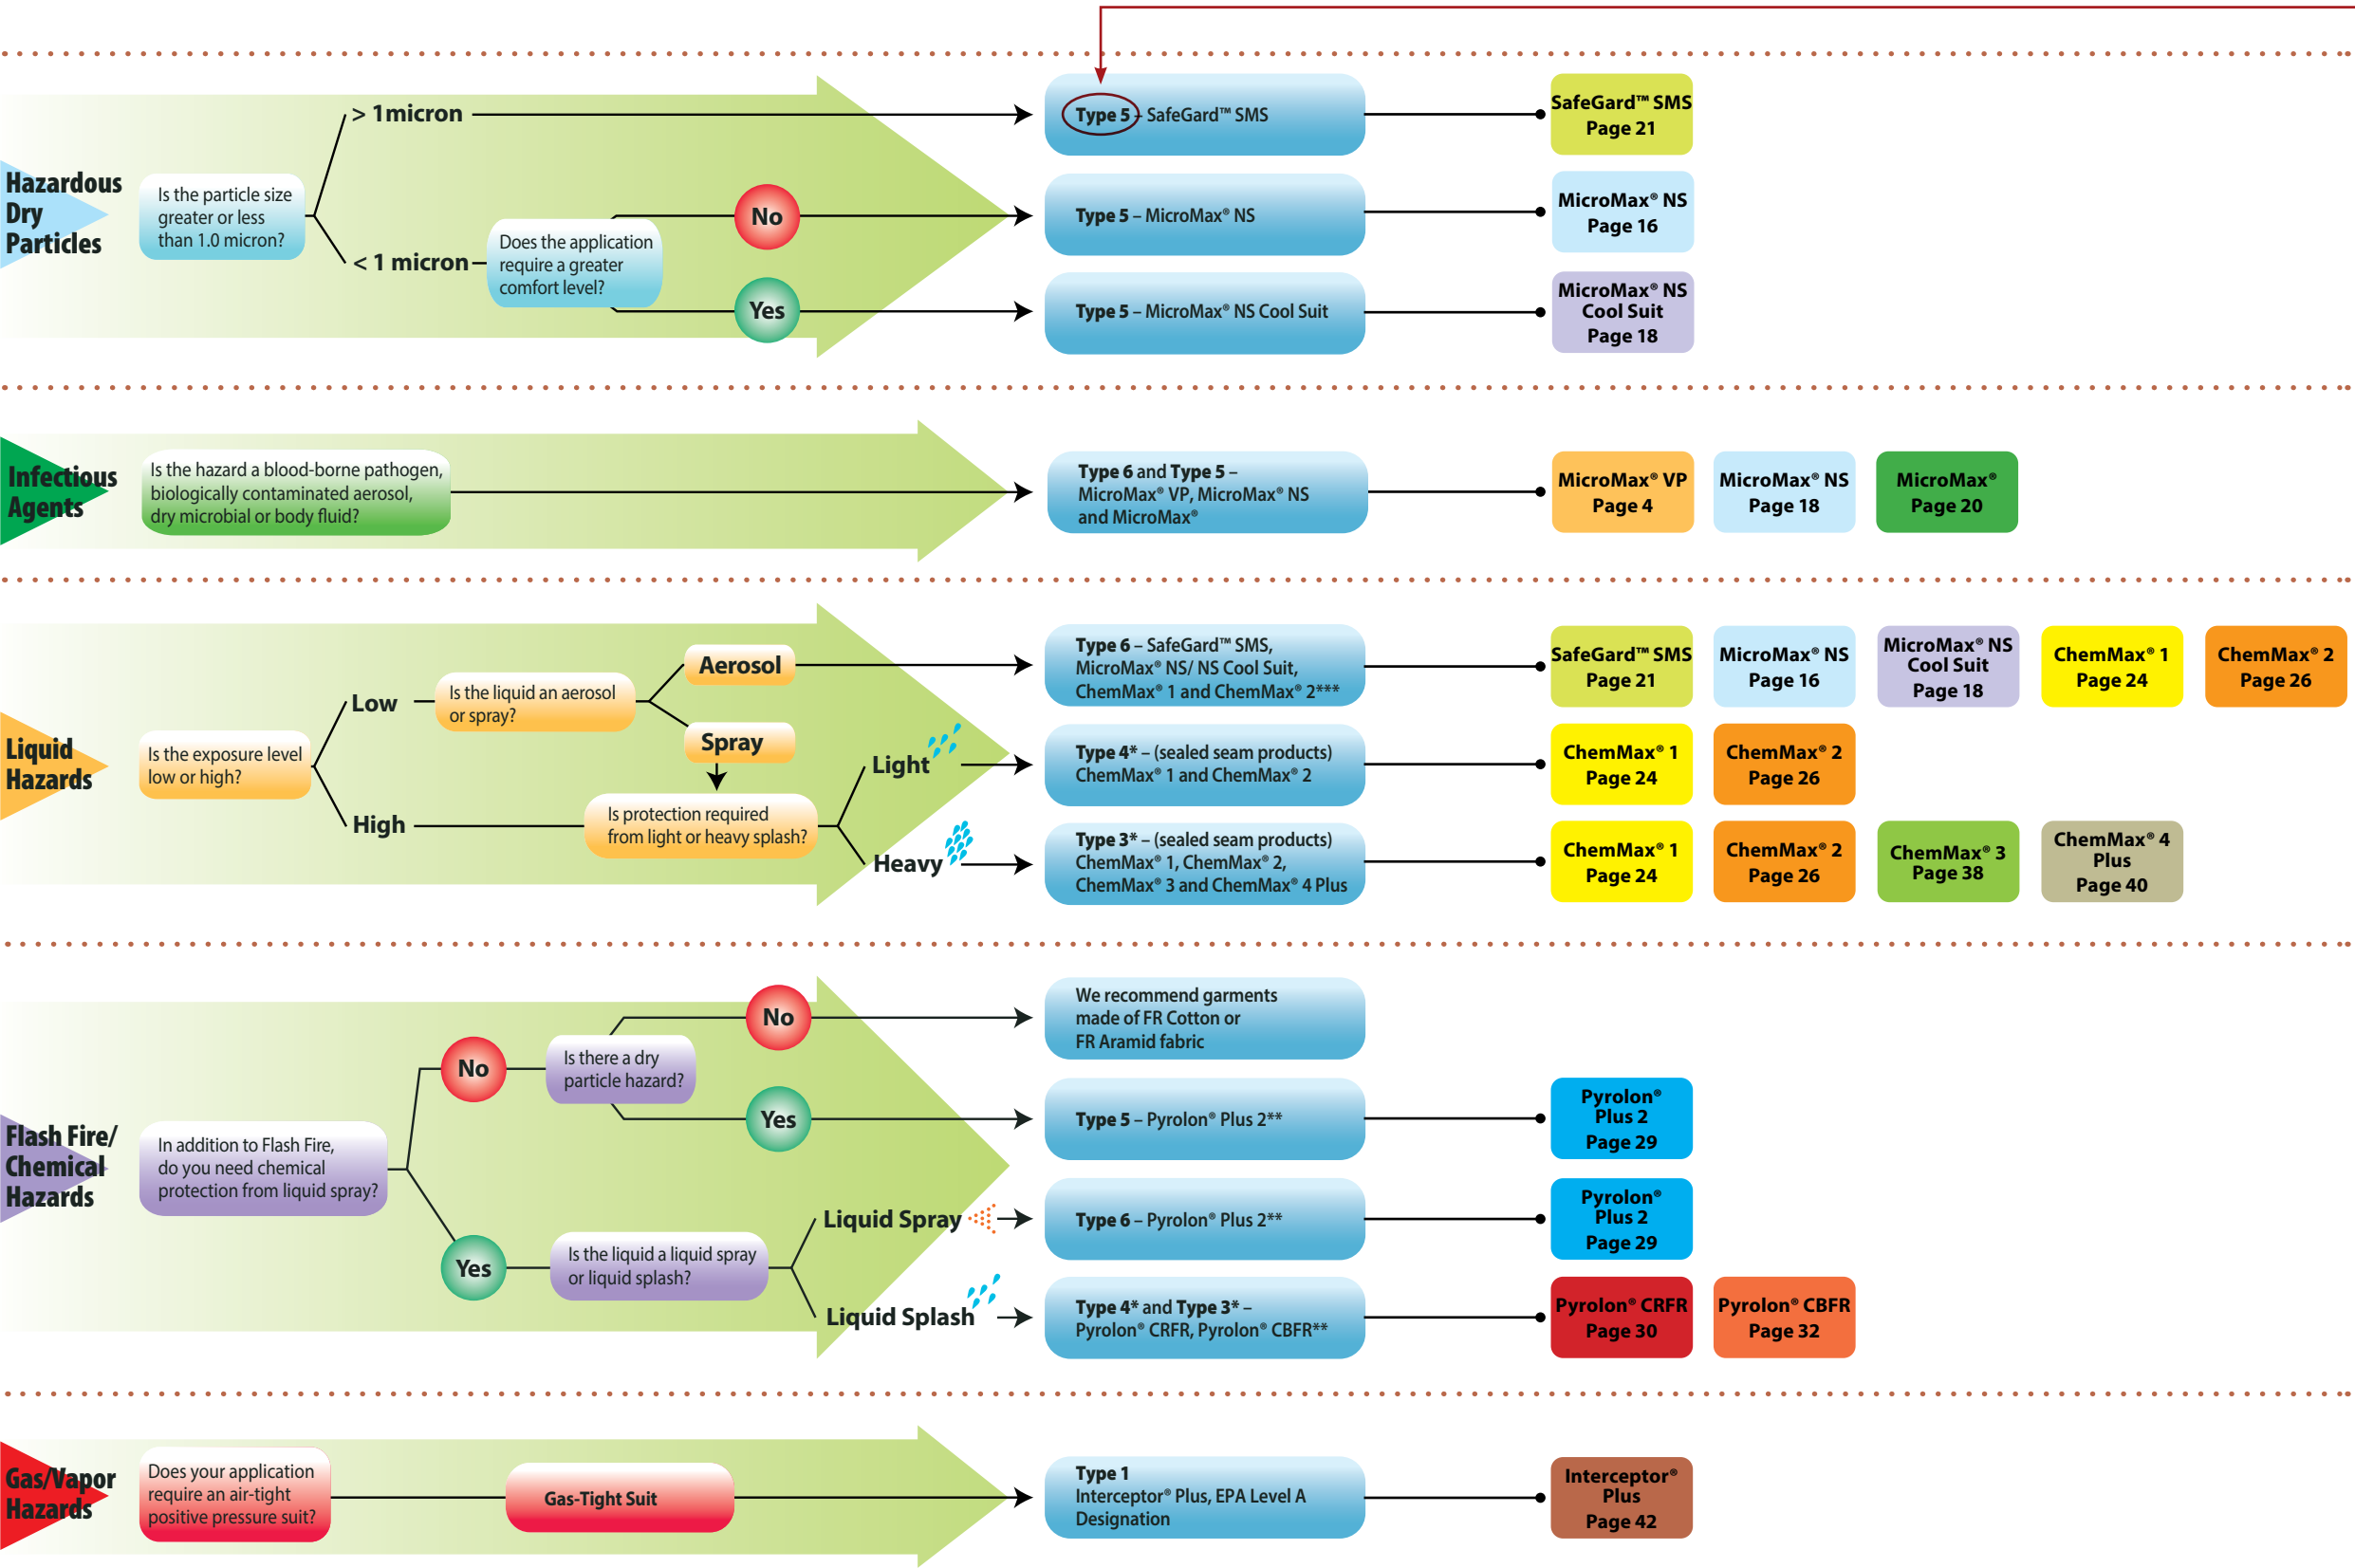 Hazardous
Dry
Particles
Is the particle size
greater or less
than 1.0 micron?
> 1micron
< 1 micron
Does the application
require a greater
comfort level?
No
Yes
Type 5 – SafeGard™ SMS
SafeGard™ SMS
Page 21
Type 5 – MicroMax® NS
MicroMax® NS
Page 16
Type 5 – MicroMax® NS Cool Suit
MicroMax® NS
Cool Suit
Page 18
Infectious
Agents
Is the hazard a blood-borne pathogen,
biologically contaminated aerosol,
dry microbial or body fluid?
Type 6 and Type 5 –
MicroMax® VP, MicroMax® NS
and MicroMax®
MicroMax® VP
Page 4
MicroMax® NS
Page 18
MicroMax®
Page 20
Liquid
Hazards
Is the exposure level
low or high?
Low
High
Is the liquid an aerosol
or spray?
Aerosol
Spray
Is protection required
from light or heavy splash?
Light
Heavy
Type 6 – SafeGard™ SMS,
MicroMax® NS/ NS Cool Suit,
ChemMax® 1 and ChemMax® 2***
SafeGard™ SMS
Page 21
MicroMax® NS
Page 16
MicroMax® NS
Cool Suit
Page 18
ChemMax® 1
Page 24
ChemMax® 2
Page 26
Type 4* – (sealed seam products)
ChemMax® 1 and ChemMax® 2
ChemMax® 1
Page 24
ChemMax® 2
Page 26
Type 3* – (sealed seam products)
ChemMax® 1, ChemMax® 2,
ChemMax® 3 and ChemMax® 4 Plus
ChemMax® 1
Page 24
ChemMax® 2
Page 26
ChemMax® 3
Page 38
ChemMax® 4
Plus
Page 40
Flash Fire/
Chemical
Hazards
In addition to Flash Fire,
do you need chemical
protection from liquid spray?
No
Yes
Is there a dry
particle hazard?
No
Yes
Is the liquid a liquid spray
or liquid splash?
Liquid Spray
Liquid Splash
We recommend garments
made of FR Cotton or
FR Aramid fabric
Type 5 – Pyrolon® Plus 2**
Pyrolon®
Plus 2
Page 29
Type 6 – Pyrolon® Plus 2**
Pyrolon®
Plus 2
Page 29
Type 4* and Type 3* –
Pyrolon® CRFR, Pyrolon® CBFR**
Pyrolon® CRFR
Page 30
Pyrolon® CBFR
Page 32
Gas/Vapor
Hazards
Does your application
require an air-tight
positive pressure suit?
Gas-Tight Suit
Type 1
Interceptor® Plus, EPA Level A
Designation
Interceptor®
Plus
Page 42